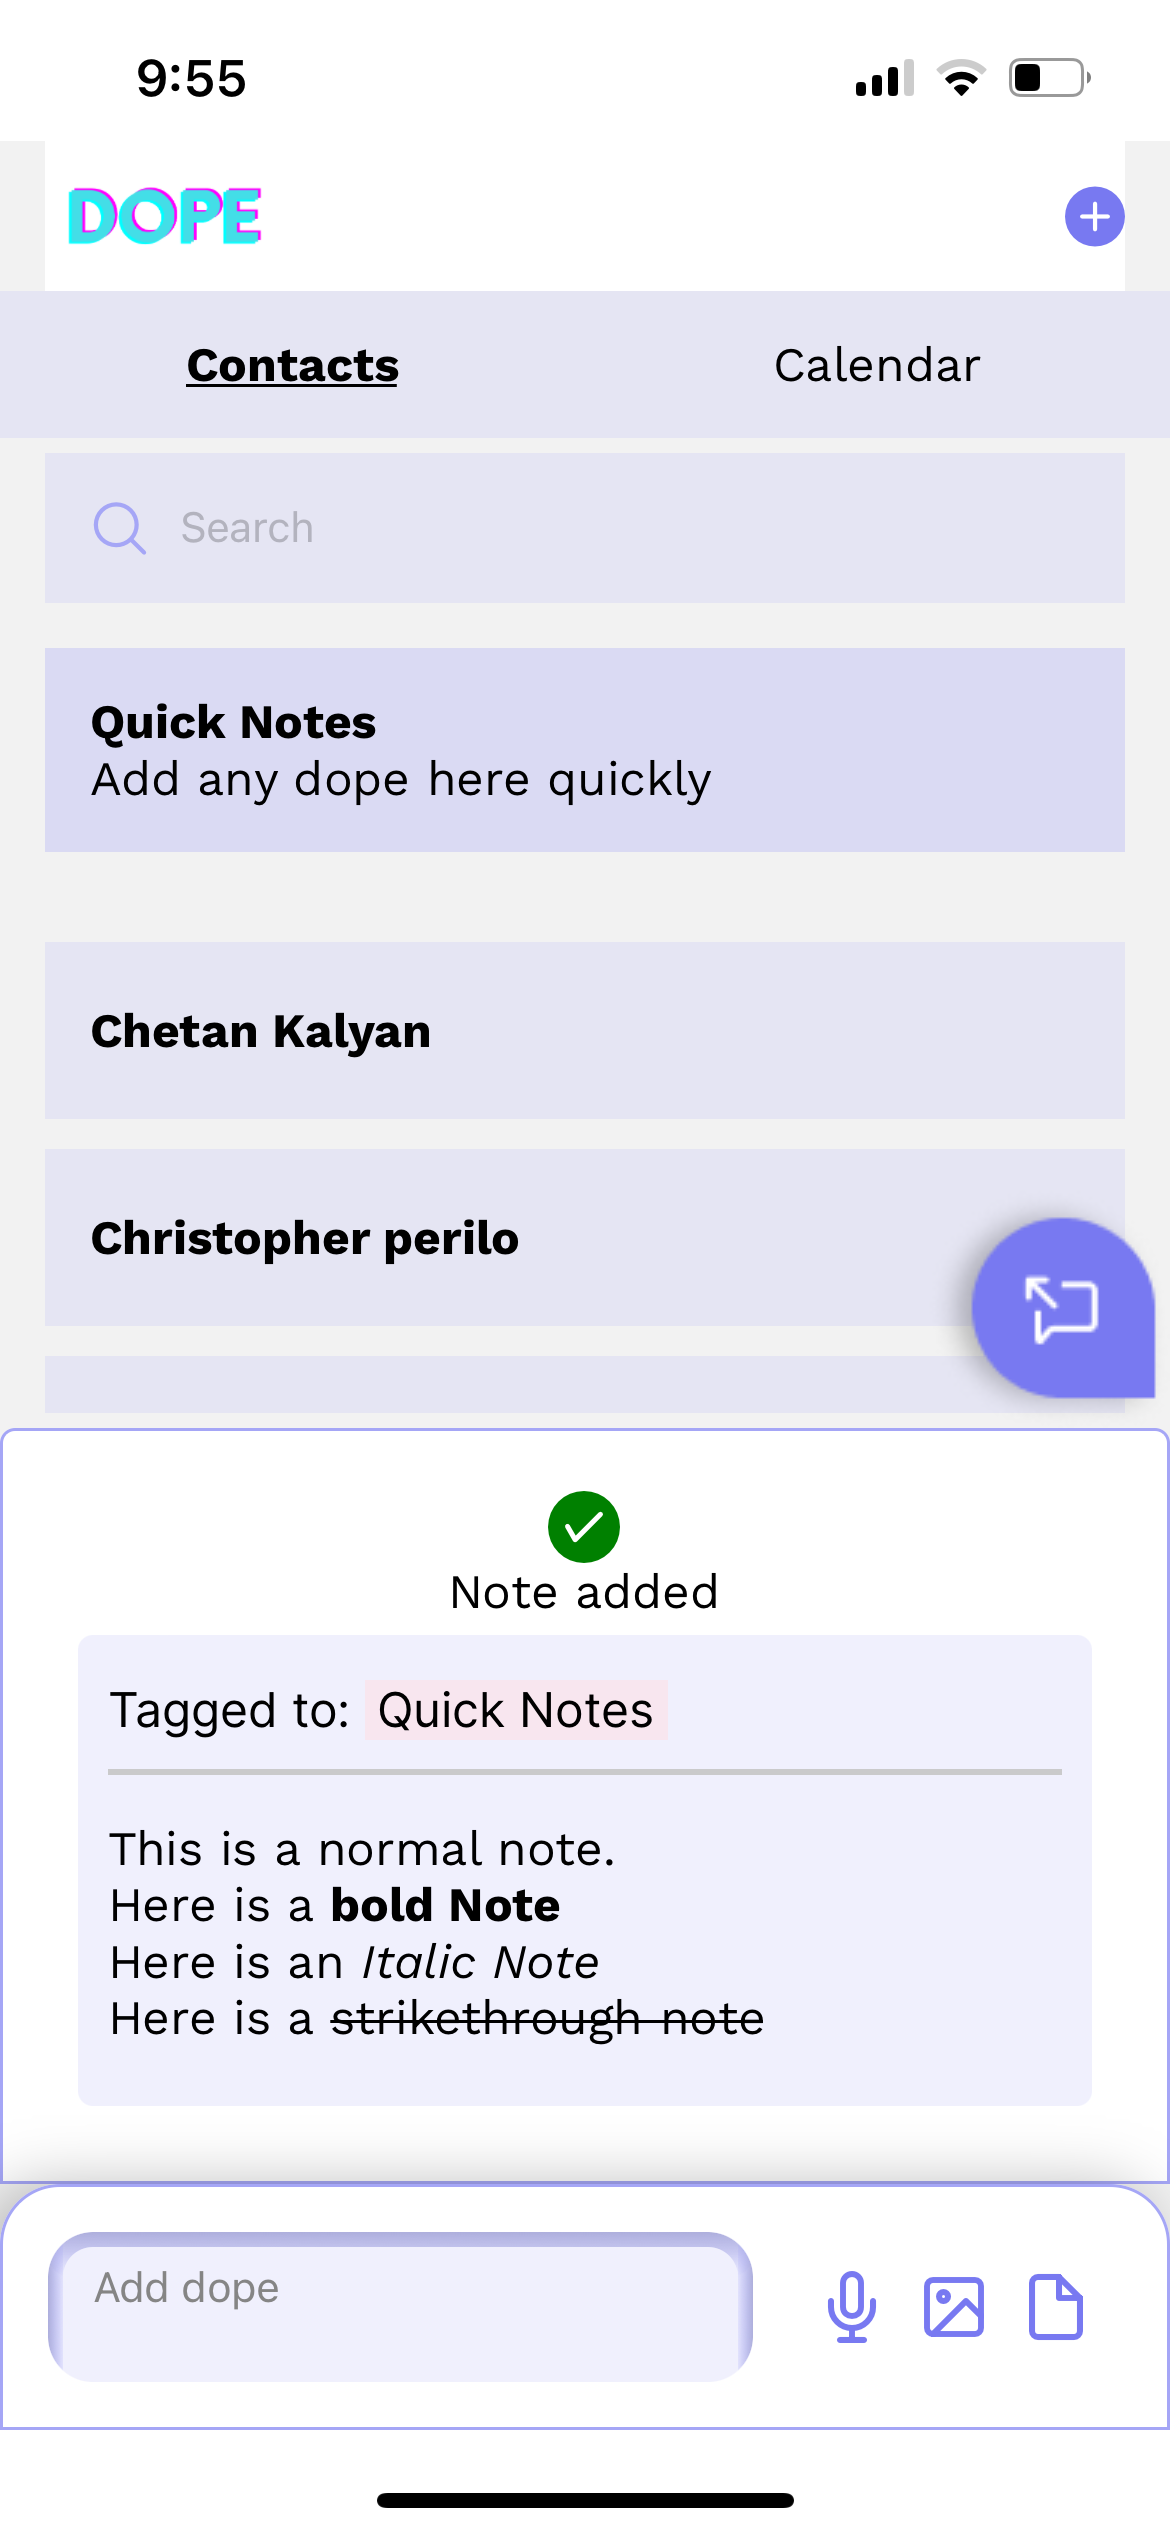 9:55
DOPE
Contacts
Calendar
Search
Quick Notes
Add any dope here quickly
Chetan Kalyan
Christopher perilo
Note added
Tagged to: Quick Notes
This is a normal note.
Here is a bold Note
Here is an Italic Note
Here is a strikethrough note
Add dope